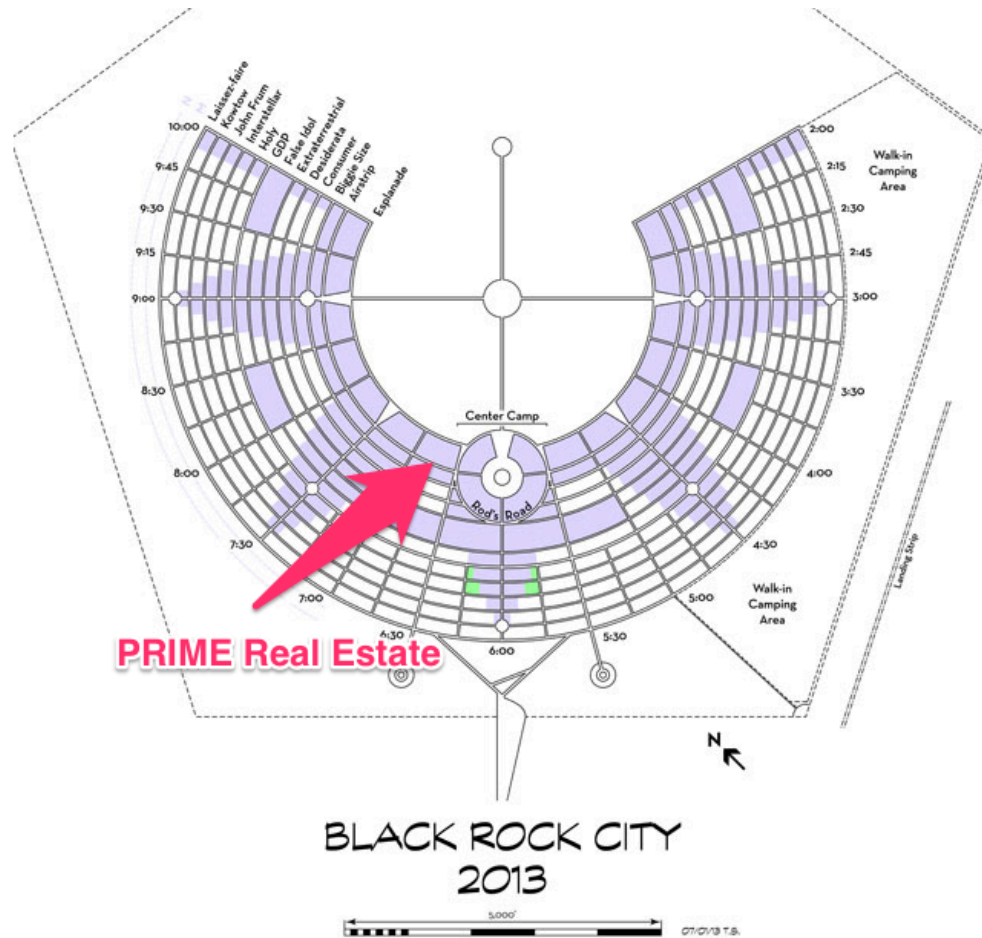 Laissez-faire
Kowtow
John Frum
Interstellar
Holy
GDP
False Idol
Extraterrestrial
Desiderata
Consumer
Biggie Size
Airstrip
Esplanade
10:00
9:45
9:30
9:15
9:00
8:30
8:00
7:30
7:00
6:30
6:00
5:30
5:00
4:30
4:00
3:30
3:00
2:45
2:30
2:15
2:00
Walk-in
Camping
Area
Center Camp
Rod's Road
Walk-in
Camping
Area
Landing Strip
PRIME Real Estate
N
BLACK ROCK CITY
2013
5,000'
07/01/13 T.B.